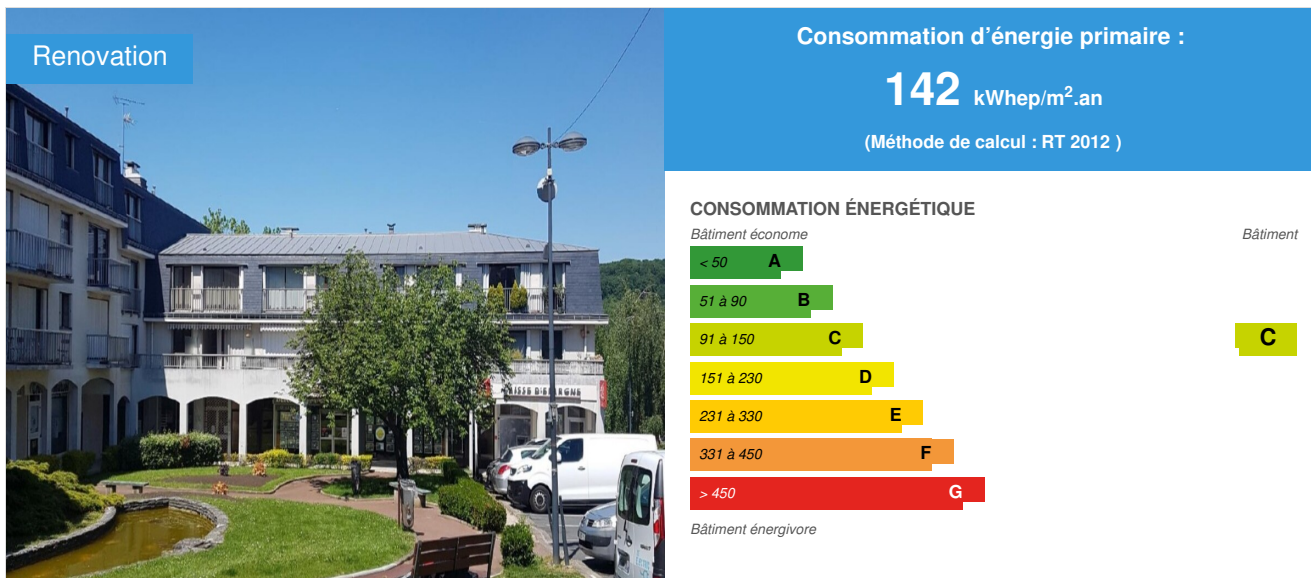 Renovation
Consommation d'énergie primaire :
142 kWhep/m².an
(Méthode de calcul : RT 2012 )
CONSOMMATION ÉNERGÉTIQUE
Bâtiment économe
Bâtiment
< 50 A
51 à 90 B
91 à 150 C
C
151 à 230 D
231 à 330 E
331 à 450 F
> 450 G
Bâtiment énergivore
D'EPARGNE